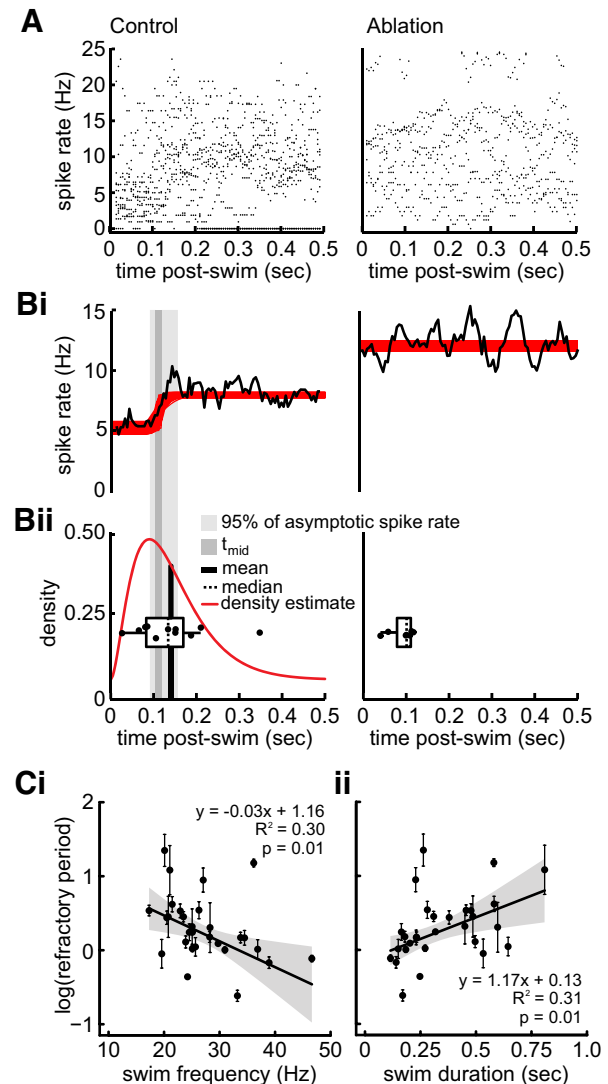 A
Control
Ablation
spike rate (Hz)
25
20
15
10
5
0
0 0.1 0.2 0.3 0.4 0.5
time post-swim (sec)
0 0.1 0.2 0.3 0.4 0.5
time post-swim (sec)
Bi
spike rate (Hz)
15
10
5
0
Bii
95% of asymptotic spike rate
tmid
mean
median
density estimate
density
0.50
0.25
0
0 0.1 0.2 0.3 0.4 0.5
time post-swim (sec)
0 0.1 0.2 0.3 0.4 0.5
time post-swim (sec)
Ci
log(refractory period)
2
1
0
−1
y = -0.03x + 1.16
R² = 0.30
p = 0.01
10 20 30 40 50
swim frequency (Hz)
ii
y = 1.17x + 0.13
R² = 0.31
p = 0.01
0 0.25 0.5 0.75 1.0
swim duration (sec)